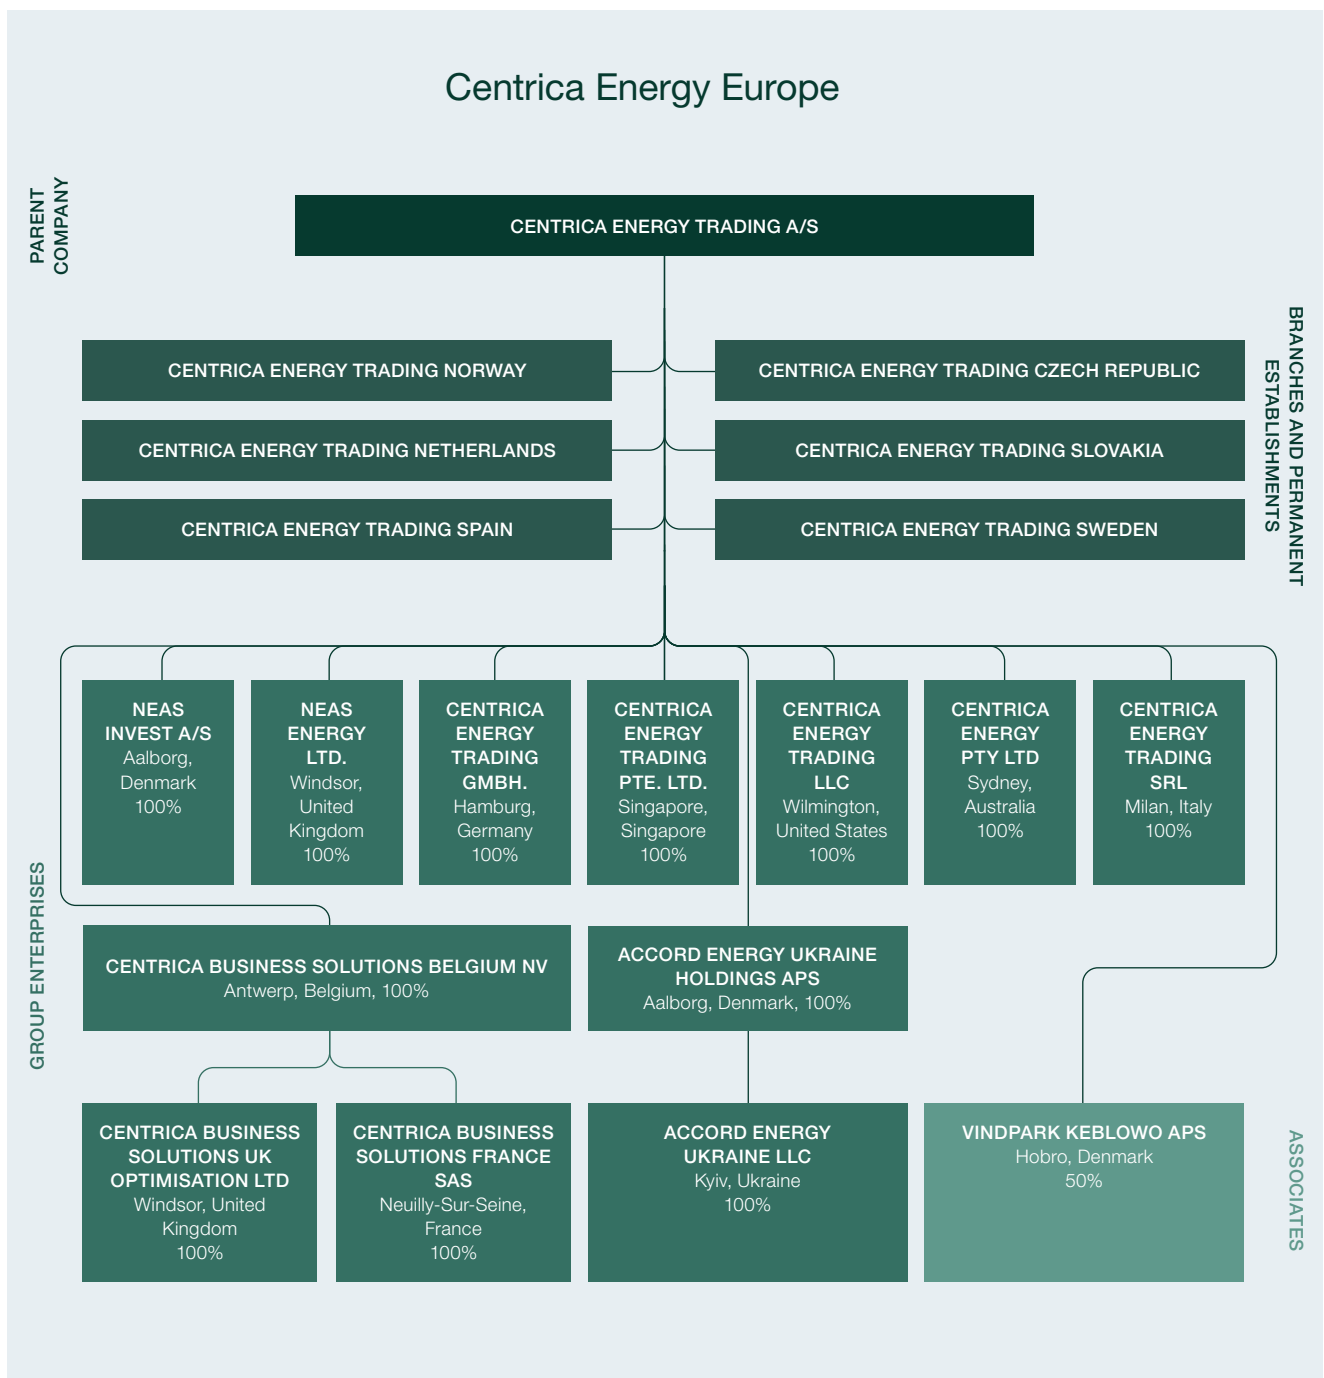 Centrica Energy Europe
PARENT
COMPANY
CENTRICA ENERGY TRADING A/S
BRANCHES AND PERMANENT
ESTABLISHMENTS
CENTRICA ENERGY TRADING NORWAY
CENTRICA ENERGY TRADING CZECH REPUBLIC
CENTRICA ENERGY TRADING NETHERLANDS
CENTRICA ENERGY TRADING SLOVAKIA
CENTRICA ENERGY TRADING SPAIN
CENTRICA ENERGY TRADING SWEDEN
GROUP ENTERPRISES
NEAS
INVEST A/S
Aalborg,
Denmark
100%
NEAS
ENERGY
LTD.
Windsor,
United
Kingdom
100%
CENTRICA
ENERGY
TRADING
GMBH.
Hamburg,
Germany
100%
CENTRICA
ENERGY
TRADING
PTE. LTD.
Singapore,
Singapore
100%
CENTRICA
ENERGY
TRADING
LLC
Wilmington,
United States
100%
CENTRICA
ENERGY
PTY LTD
Sydney,
Australia
100%
CENTRICA
ENERGY
TRADING
SRL
Milan, Italy
100%
CENTRICA BUSINESS SOLUTIONS BELGIUM NV
Antwerp, Belgium, 100%
ACCORD ENERGY UKRAINE
HOLDINGS APS
Aalborg, Denmark, 100%
CENTRICA BUSINESS
SOLUTIONS UK
OPTIMISATION LTD
Windsor, United
Kingdom
100%
CENTRICA BUSINESS
SOLUTIONS FRANCE
SAS
Neuilly-Sur-Seine,
France
100%
ACCORD ENERGY
UKRAINE LLC
Kyiv, Ukraine
100%
VINDPARK KEBLOWO APS
Hobro, Denmark
50%
ASSOCIATES